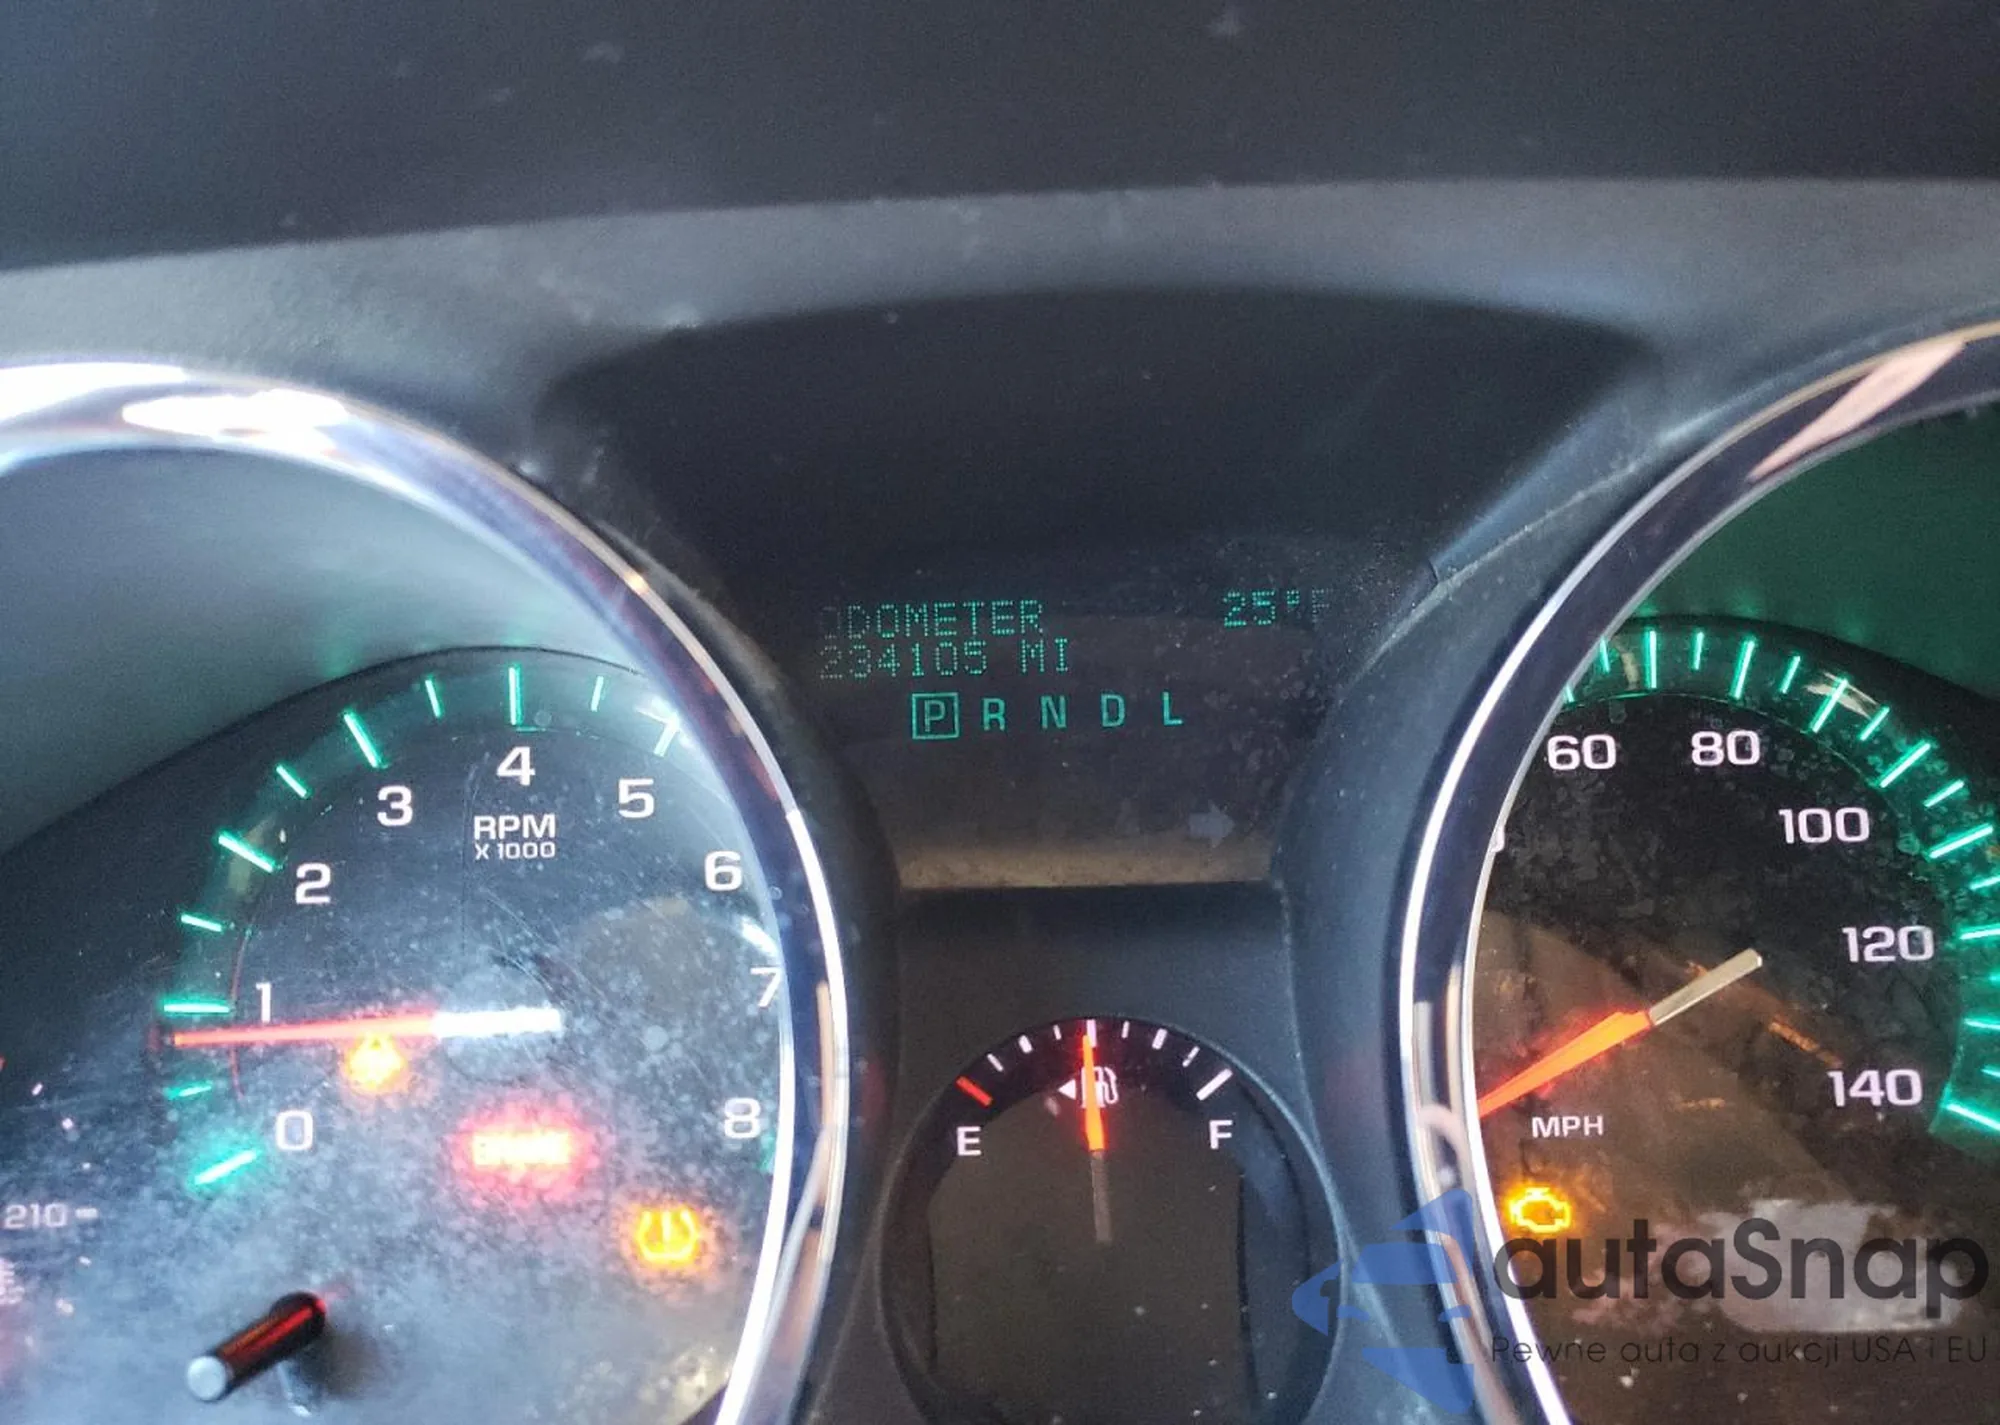 ODOMETER 25°F
234105 MI
P R N D L
0 1 2 3 4 5 6 7 8
RPM
X 1000
210
E F
60 80 100 120 140
MPH
BRAKE
autaSnap
Pewne auta z aukcji USA i EU